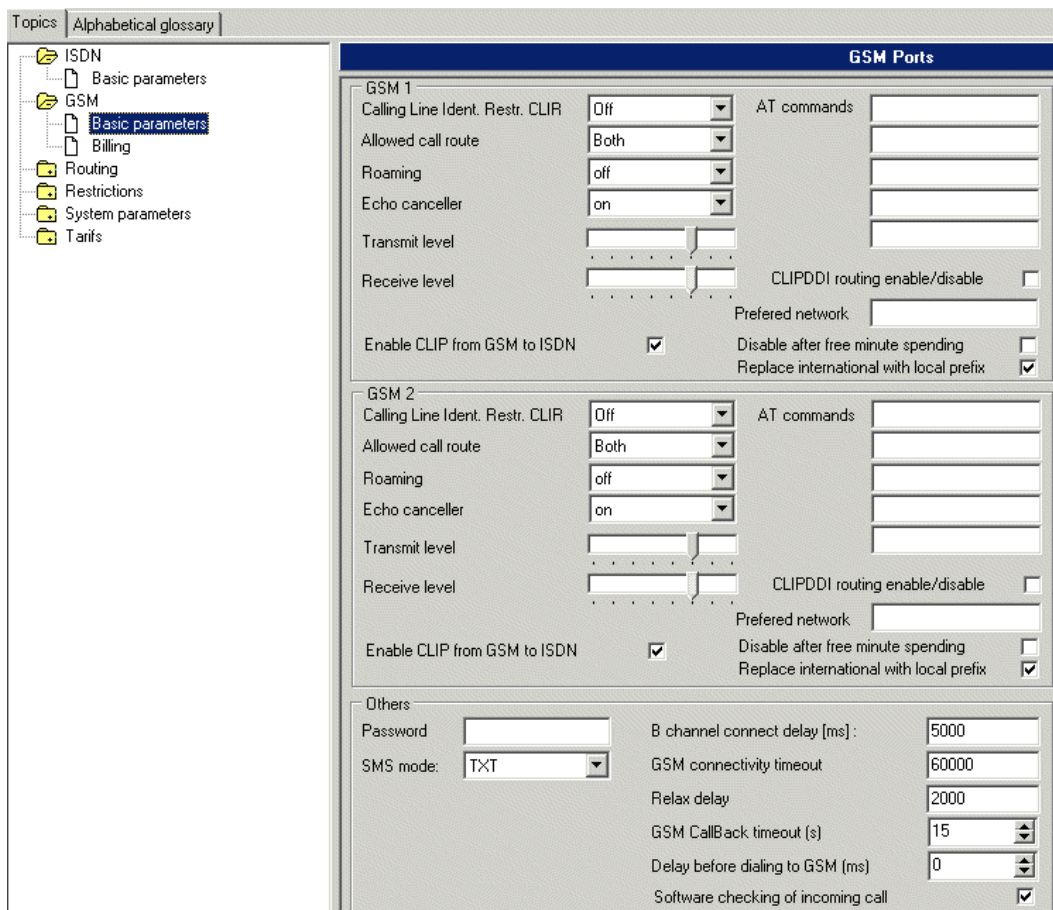 Topics
Alphabetical glossary
ISDN
Basic parameters
GSM
Basic parameters
Billing
Routing
Restrictions
System parameters
Tarifs
GSM Ports
GSM 1
Calling Line Ident. Restr. CLIR
Off
AT commands
Allowed call route
Both
Roaming
off
Echo canceller
on
Transmit level
Receive level
CLIPDDI routing enable/disable
Prefered network
Enable CLIP from GSM to ISDN
Disable after free minute spending
Replace international with local prefix
GSM 2
Calling Line Ident. Restr. CLIR
Off
AT commands
Allowed call route
Both
Roaming
off
Echo canceller
on
Transmit level
Receive level
CLIPDDI routing enable/disable
Prefered network
Enable CLIP from GSM to ISDN
Disable after free minute spending
Replace international with local prefix
Others
Password
B channel connect delay [ms] :
5000
SMS mode:
TXT
GSM connectivity timeout
60000
Relax delay
2000
GSM CallBack timeout (s)
15
Delay before dialing to GSM (ms)
0
Software checking of incoming call